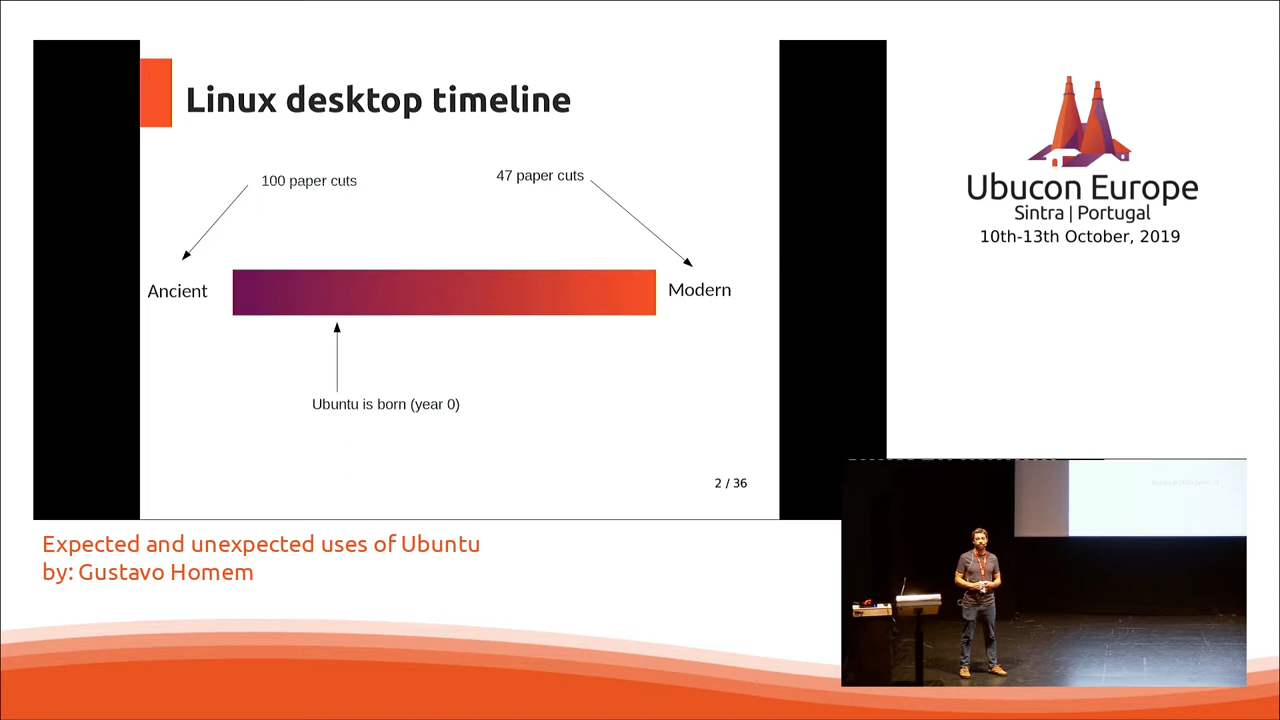 Linux desktop timeline
100 paper cuts
47 paper cuts
Ancient
Modern
Ubuntu is born (year 0)
2 / 36
Ubucon Europe
Sintra | Portugal
10th-13th October, 2019
Expected and unexpected uses of Ubuntu
by: Gustavo Homem